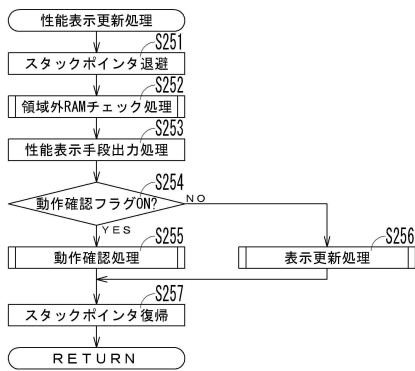 性能表示更新処理
S251
スタックポインタ退避
S252
領域外RAMチェック処理
S253
性能表示手段出力処理
S254
動作確認フラグON?
NO
YES
S255
動作確認処理
S256
表示更新処理
S257
スタックポインタ復帰
RETURN